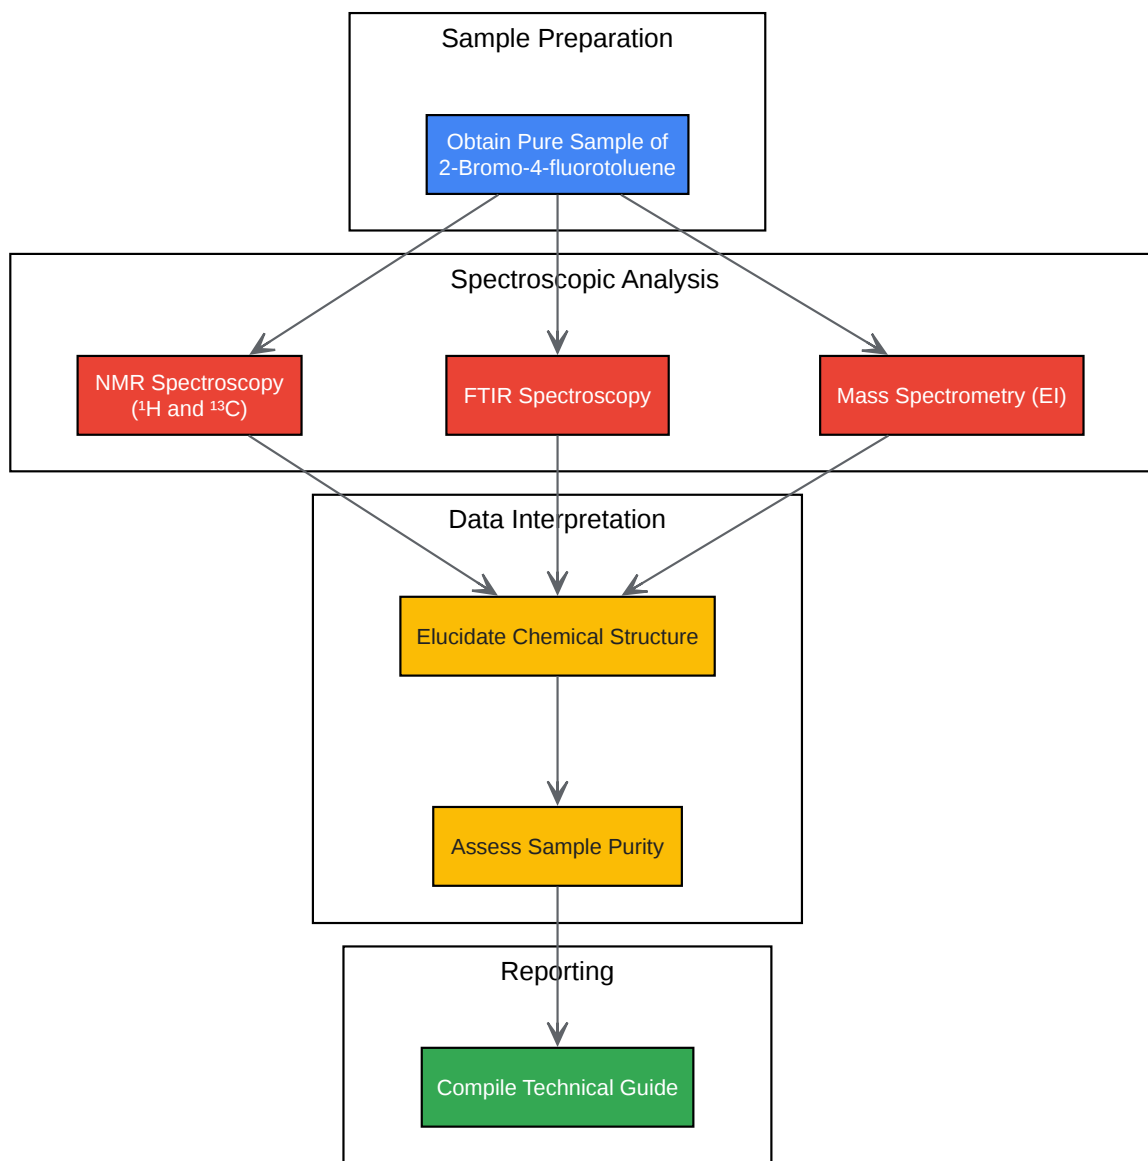 Sample Preparation
Obtain Pure Sample of
2-Bromo-4-fluorotoluene
Spectroscopic Analysis
NMR Spectroscopy
(¹H and ¹³C)
FTIR Spectroscopy
Mass Spectrometry (EI)
Data Interpretation
Elucidate Chemical Structure
Assess Sample Purity
Reporting
Compile Technical Guide